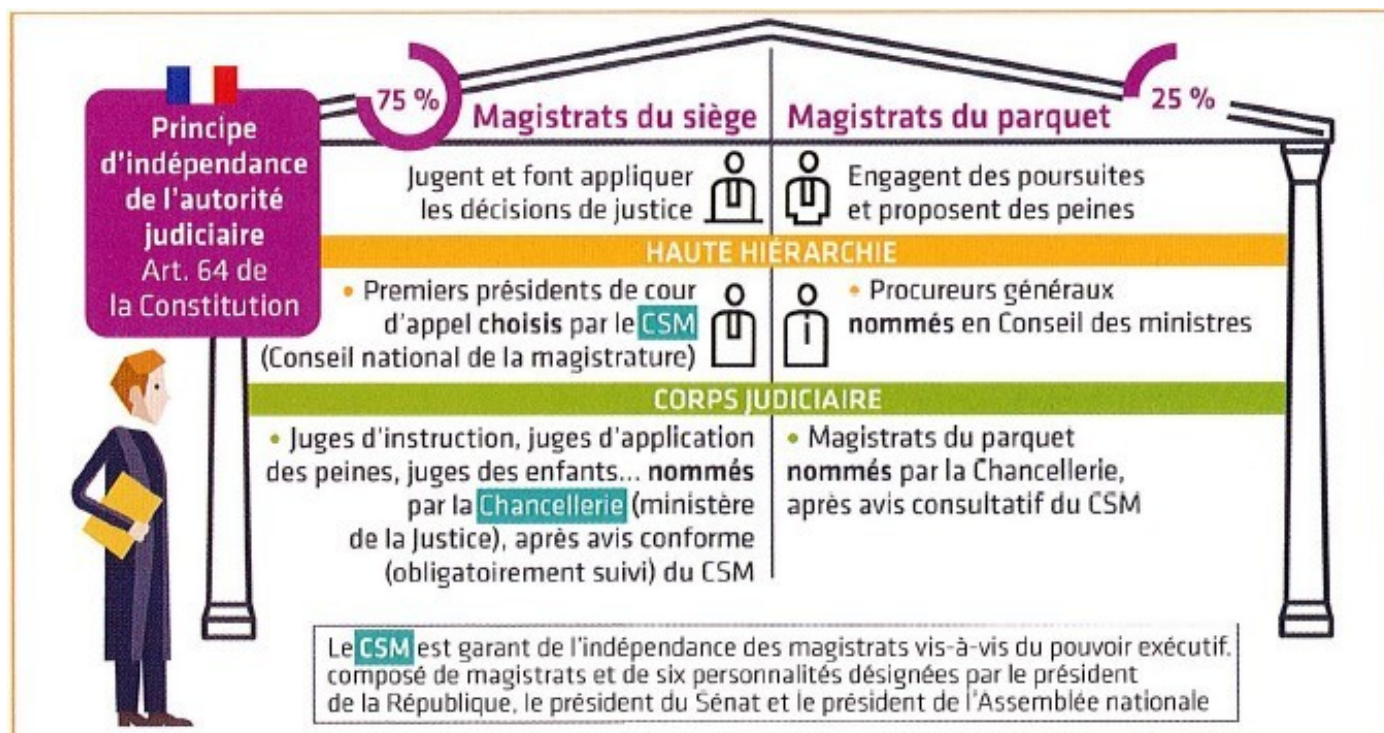 Principe
d'indépendance
de l'autorité
judiciaire
Art. 64 de
la Constitution
75 %
Magistrats du siège
Jugent et font appliquer
les décisions de justice
Magistrats du parquet
25 %
Engagent des poursuites
et proposent des peines
HAUTE HIÉRARCHIE
• Premiers présidents de cour
d'appel choisis par le CSM
(Conseil national de la magistrature)
• Procureurs généraux
nommés en Conseil des ministres
CORPS JUDICIAIRE
• Juges d'instruction, juges d'application
des peines, juges des enfants... nommés
par la Chancellerie (ministère
de la Justice), après avis conforme
(obligatoirement suivi) du CSM
• Magistrats du parquet
nommés par la Chancellerie,
après avis consultatif du CSM
Le CSM est garant de l'indépendance des magistrats vis-à-vis du pouvoir exécutif.
composé de magistrats et de six personnalités désignées par le président
de la République, le président du Sénat et le président de l'Assemblée nationale